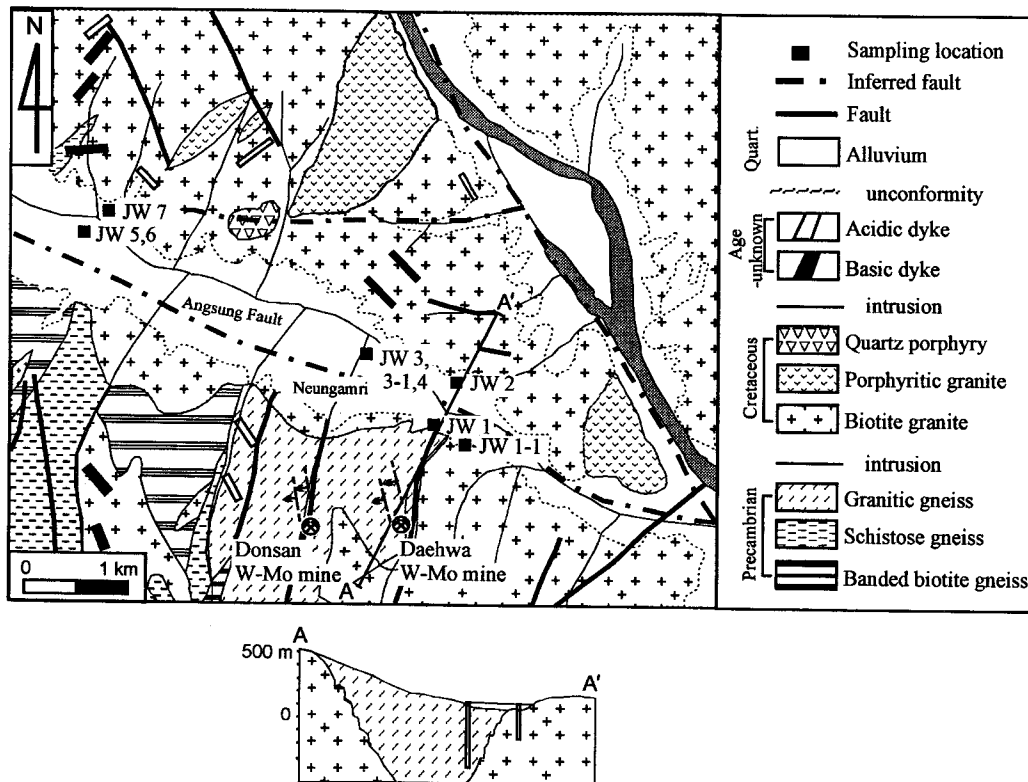 N
JW 7
JW 5,6
Angsung Fault
A'
JW 3,
3-1,4
Neungamri
JW 2
JW 1
JW 1-1
Donsan
W-Mo mine
Daehwa
W-Mo mine
A
0 1 km
Sampling location
Inferred fault
Fault
Quart.
Alluvium
unconformity
Age
-unknown
Acidic dyke
Basic dyke
intrusion
Cretaceous
Quartz porphyry
Porphyritic granite
Biotite granite
intrusion
Precambrian
Granitic gneiss
Schistose gneiss
Banded biotite gneiss
A
500 m
A'
0